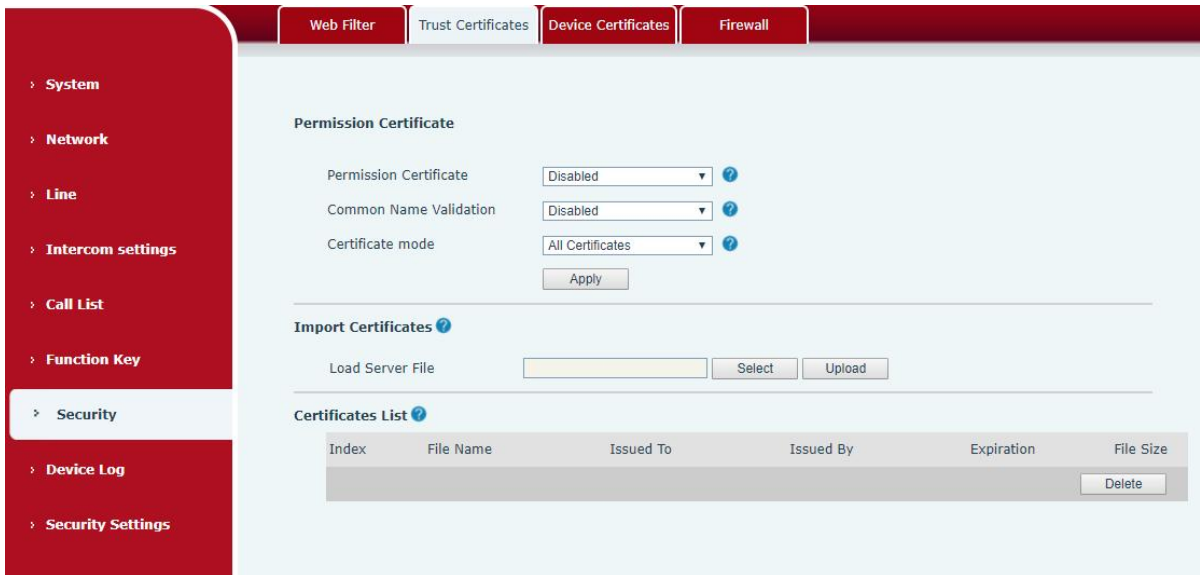 Web Filter Trust Certificates Device Certificates Firewall
System
Network
Line
Intercom settings
Call List
Function Key
Security
Device Log
Security Settings
Permission Certificate
Permission Certificate Disabled
Common Name Validation Disabled
Certificate mode All Certificates
Apply
Import Certificates
Load Server File Select Upload
Certificates List
Index File Name Issued To Issued By Expiration File Size
Delete